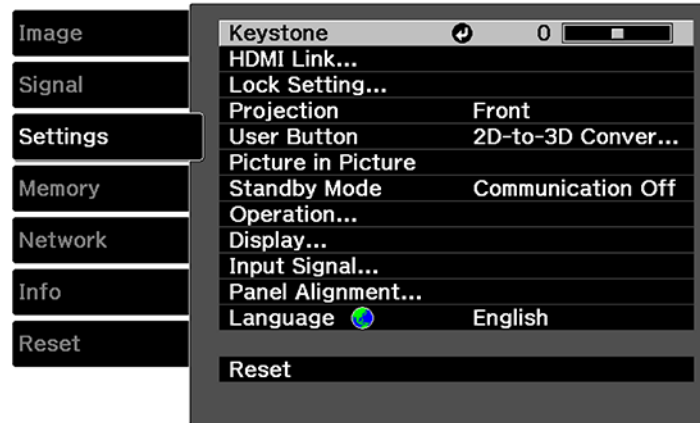 Image
Signal
Settings
Memory
Network
Info
Reset
Keystone 0
HDMI Link...
Lock Setting...
Projection Front
User Button 2D-to-3D Conver...
Picture in Picture
Standby Mode Communication Off
Operation...
Display...
Input Signal...
Panel Alignment...
Language English
Reset